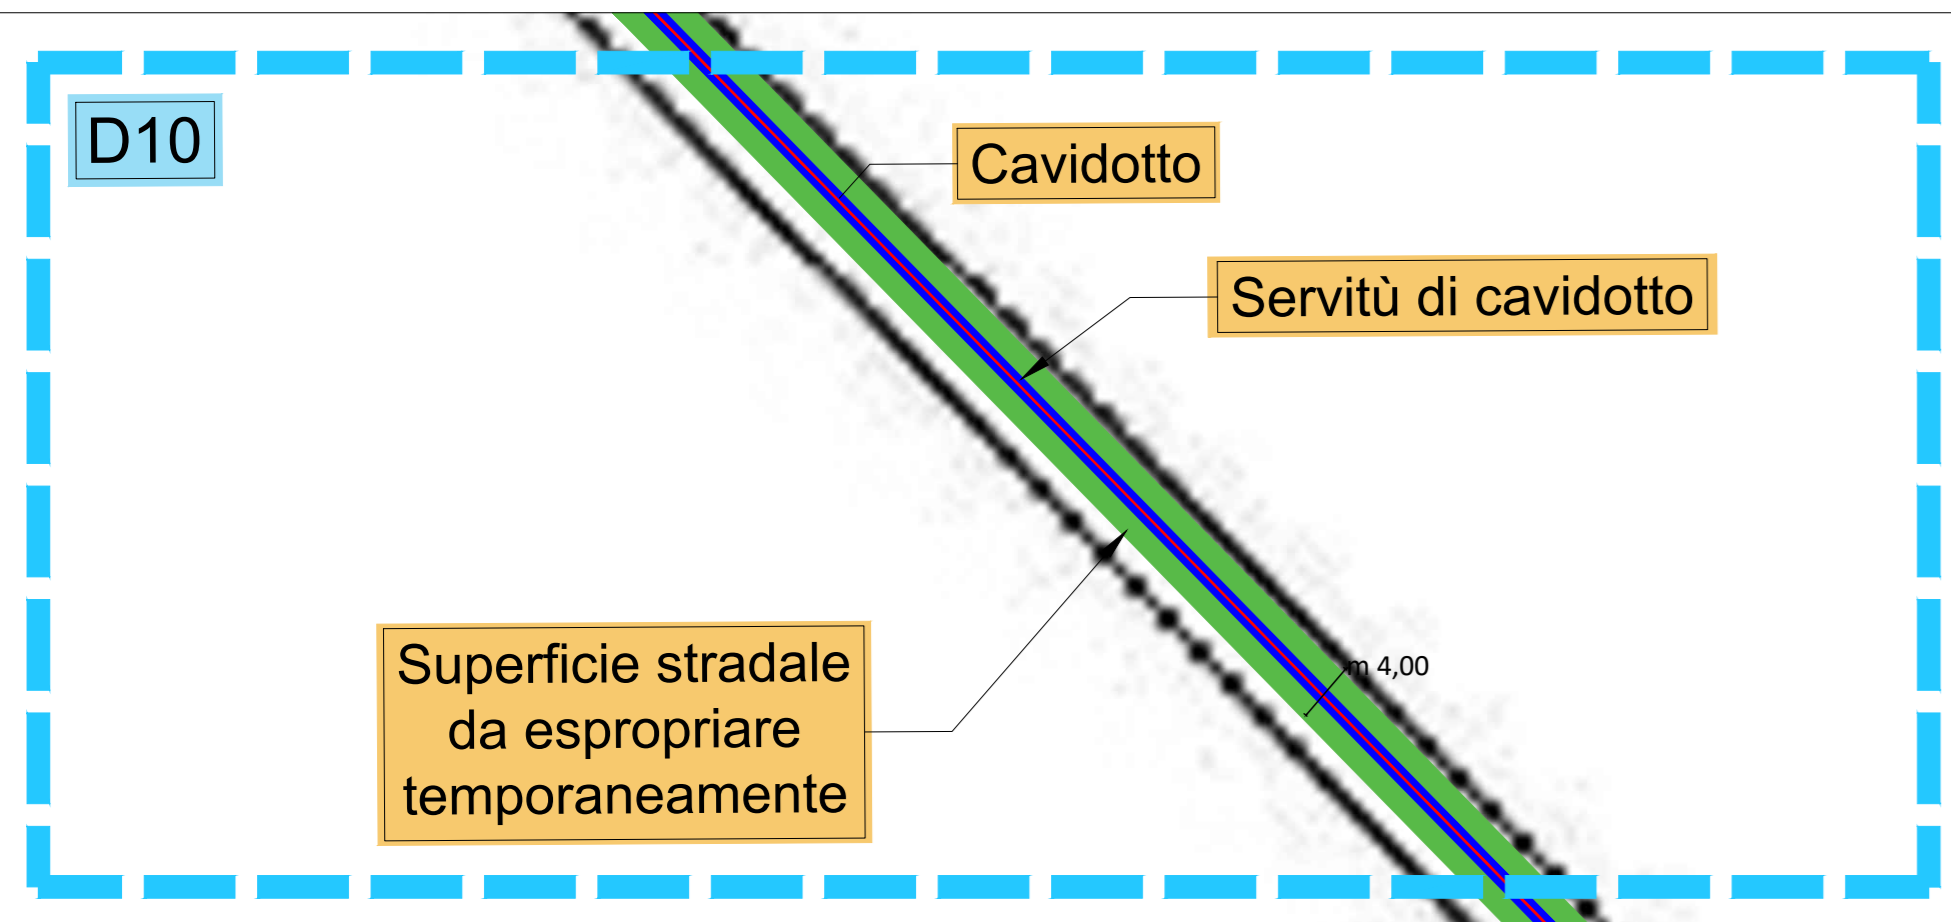 D10
Cavidotto
Servitù di cavidotto
Superficie stradale
da espropriare
temporaneamente
m 4,00